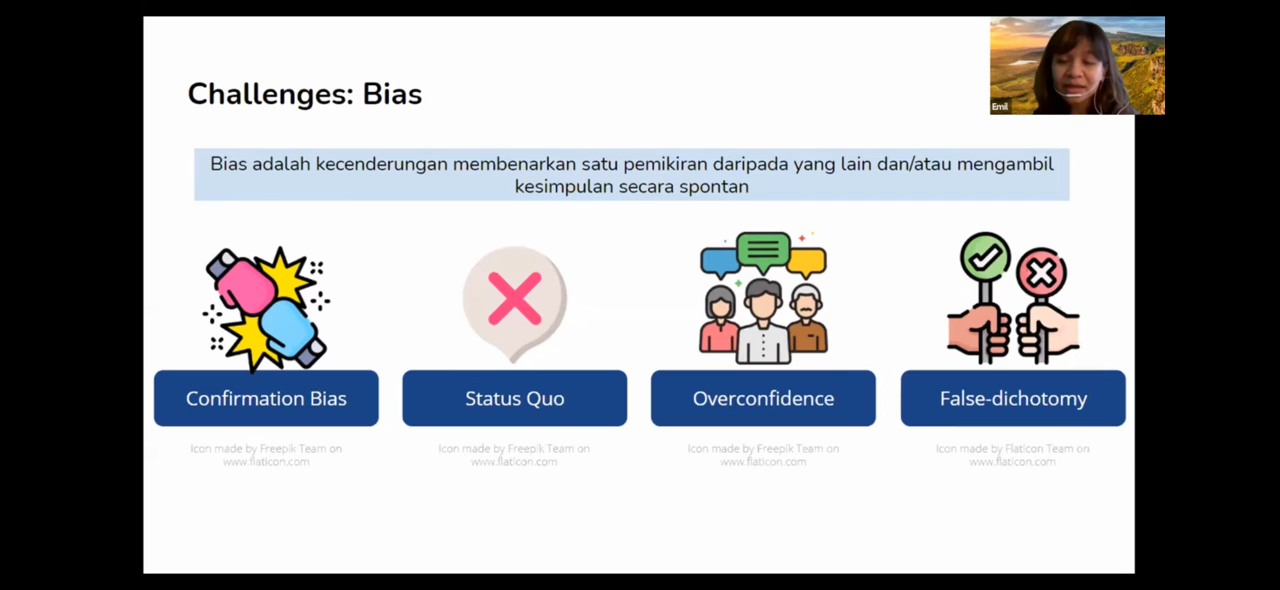 Challenges: Bias
Emil
Bias adalah kecenderungan membenarkan satu pemikiran daripada yang lain dan/atau mengambil
kesimpulan secara spontan
Confirmation Bias
Status Quo
Overconfidence
False-dichotomy
Icon made by Freepik Team on
www.flaticon.com
Icon made by Freepik Team on
www.flaticon.com
Icon made by Freepik Team on
www.flaticon.com
Icon made by Flaticon Team on
www.flaticon.com